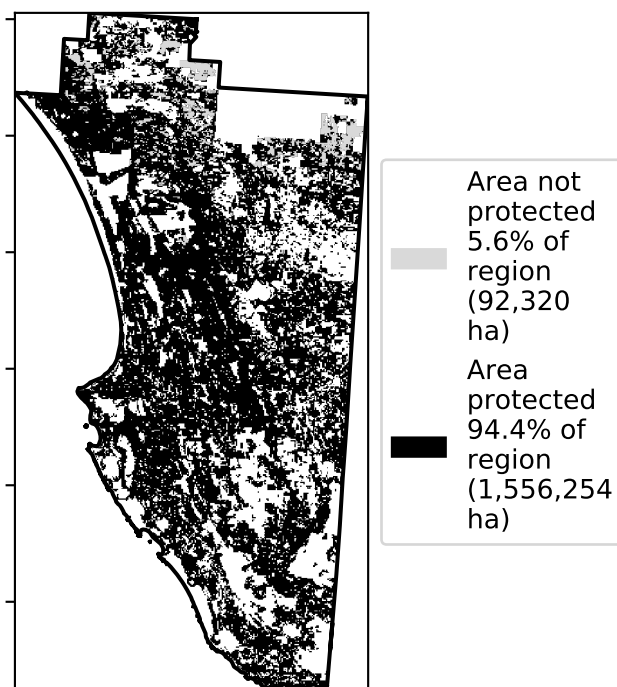 Area not
protected
5.6% of
region
(92,320
ha)
Area
protected
94.4% of
region
(1,556,254
ha)